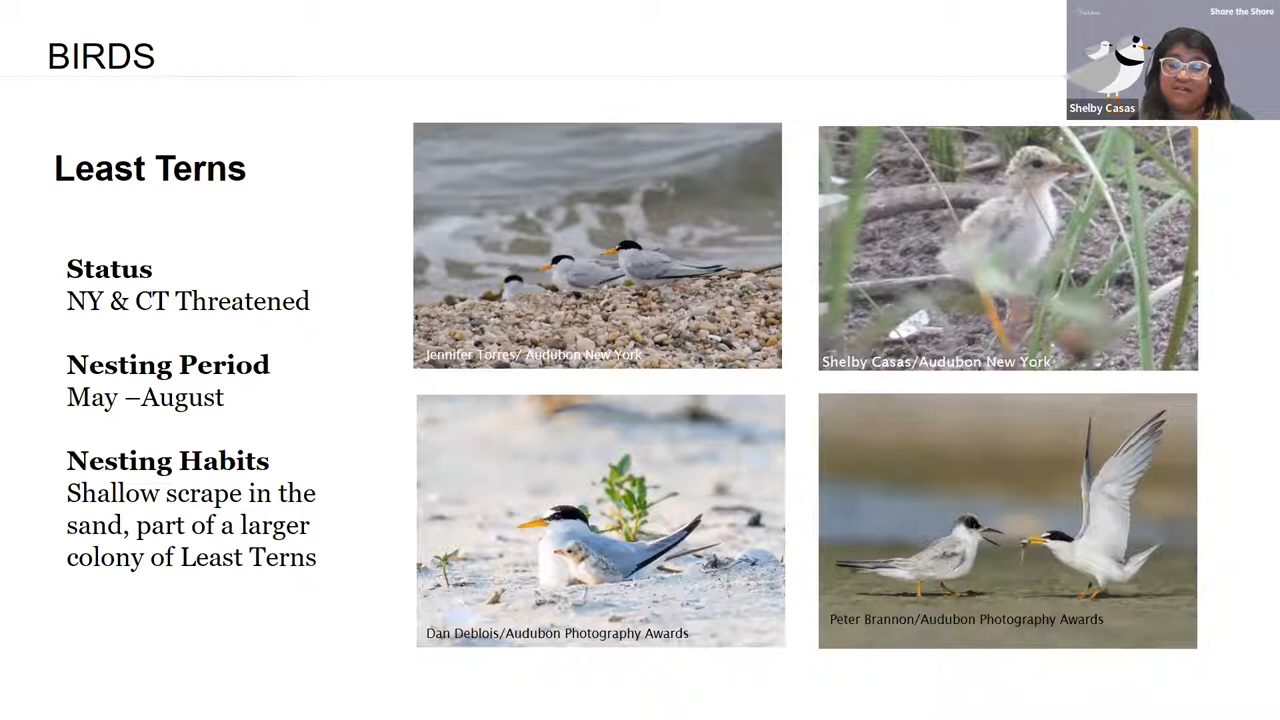 BIRDS
Share the Shore
Shelby Casas
Least Terns
Status
NY & CT Threatened
Nesting Period
May –August
Nesting Habits
Shallow scrape in the
sand, part of a larger
colony of Least Terns
Jennifer Torres/ Audubon New York
Shelby Casas/Audubon New York
Dan Deblois/Audubon Photography Awards
Peter Brannon/Audubon Photography Awards